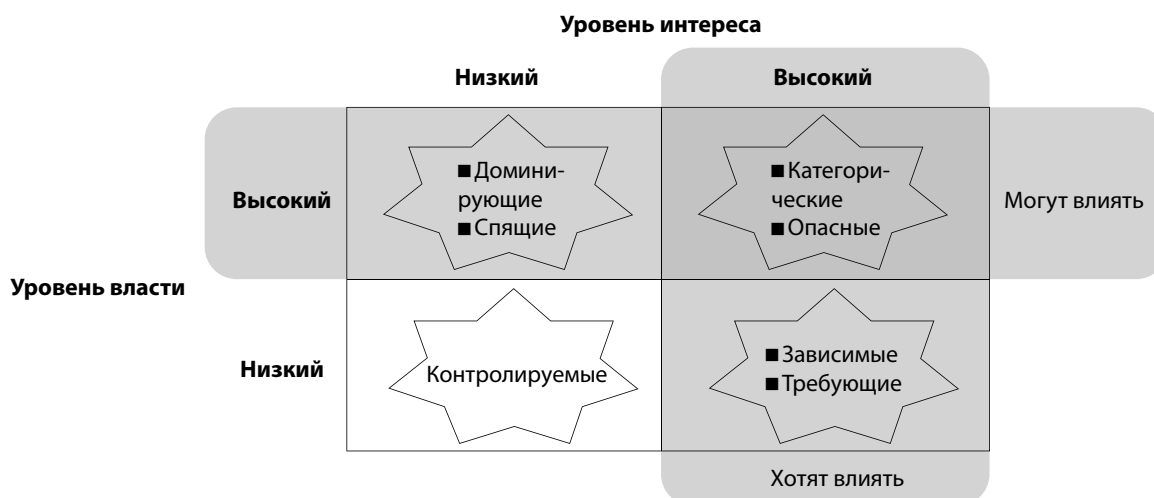 Уровень интереса
Низкий
Высокий
Высокий
■ Домини-
рующие
■ Спящие
■ Категори-
ческие
■ Опасные
Могут влиять
Уровень власти
Низкий
Контролируемые
■ Зависимые
■ Требующие
Хотят влиять